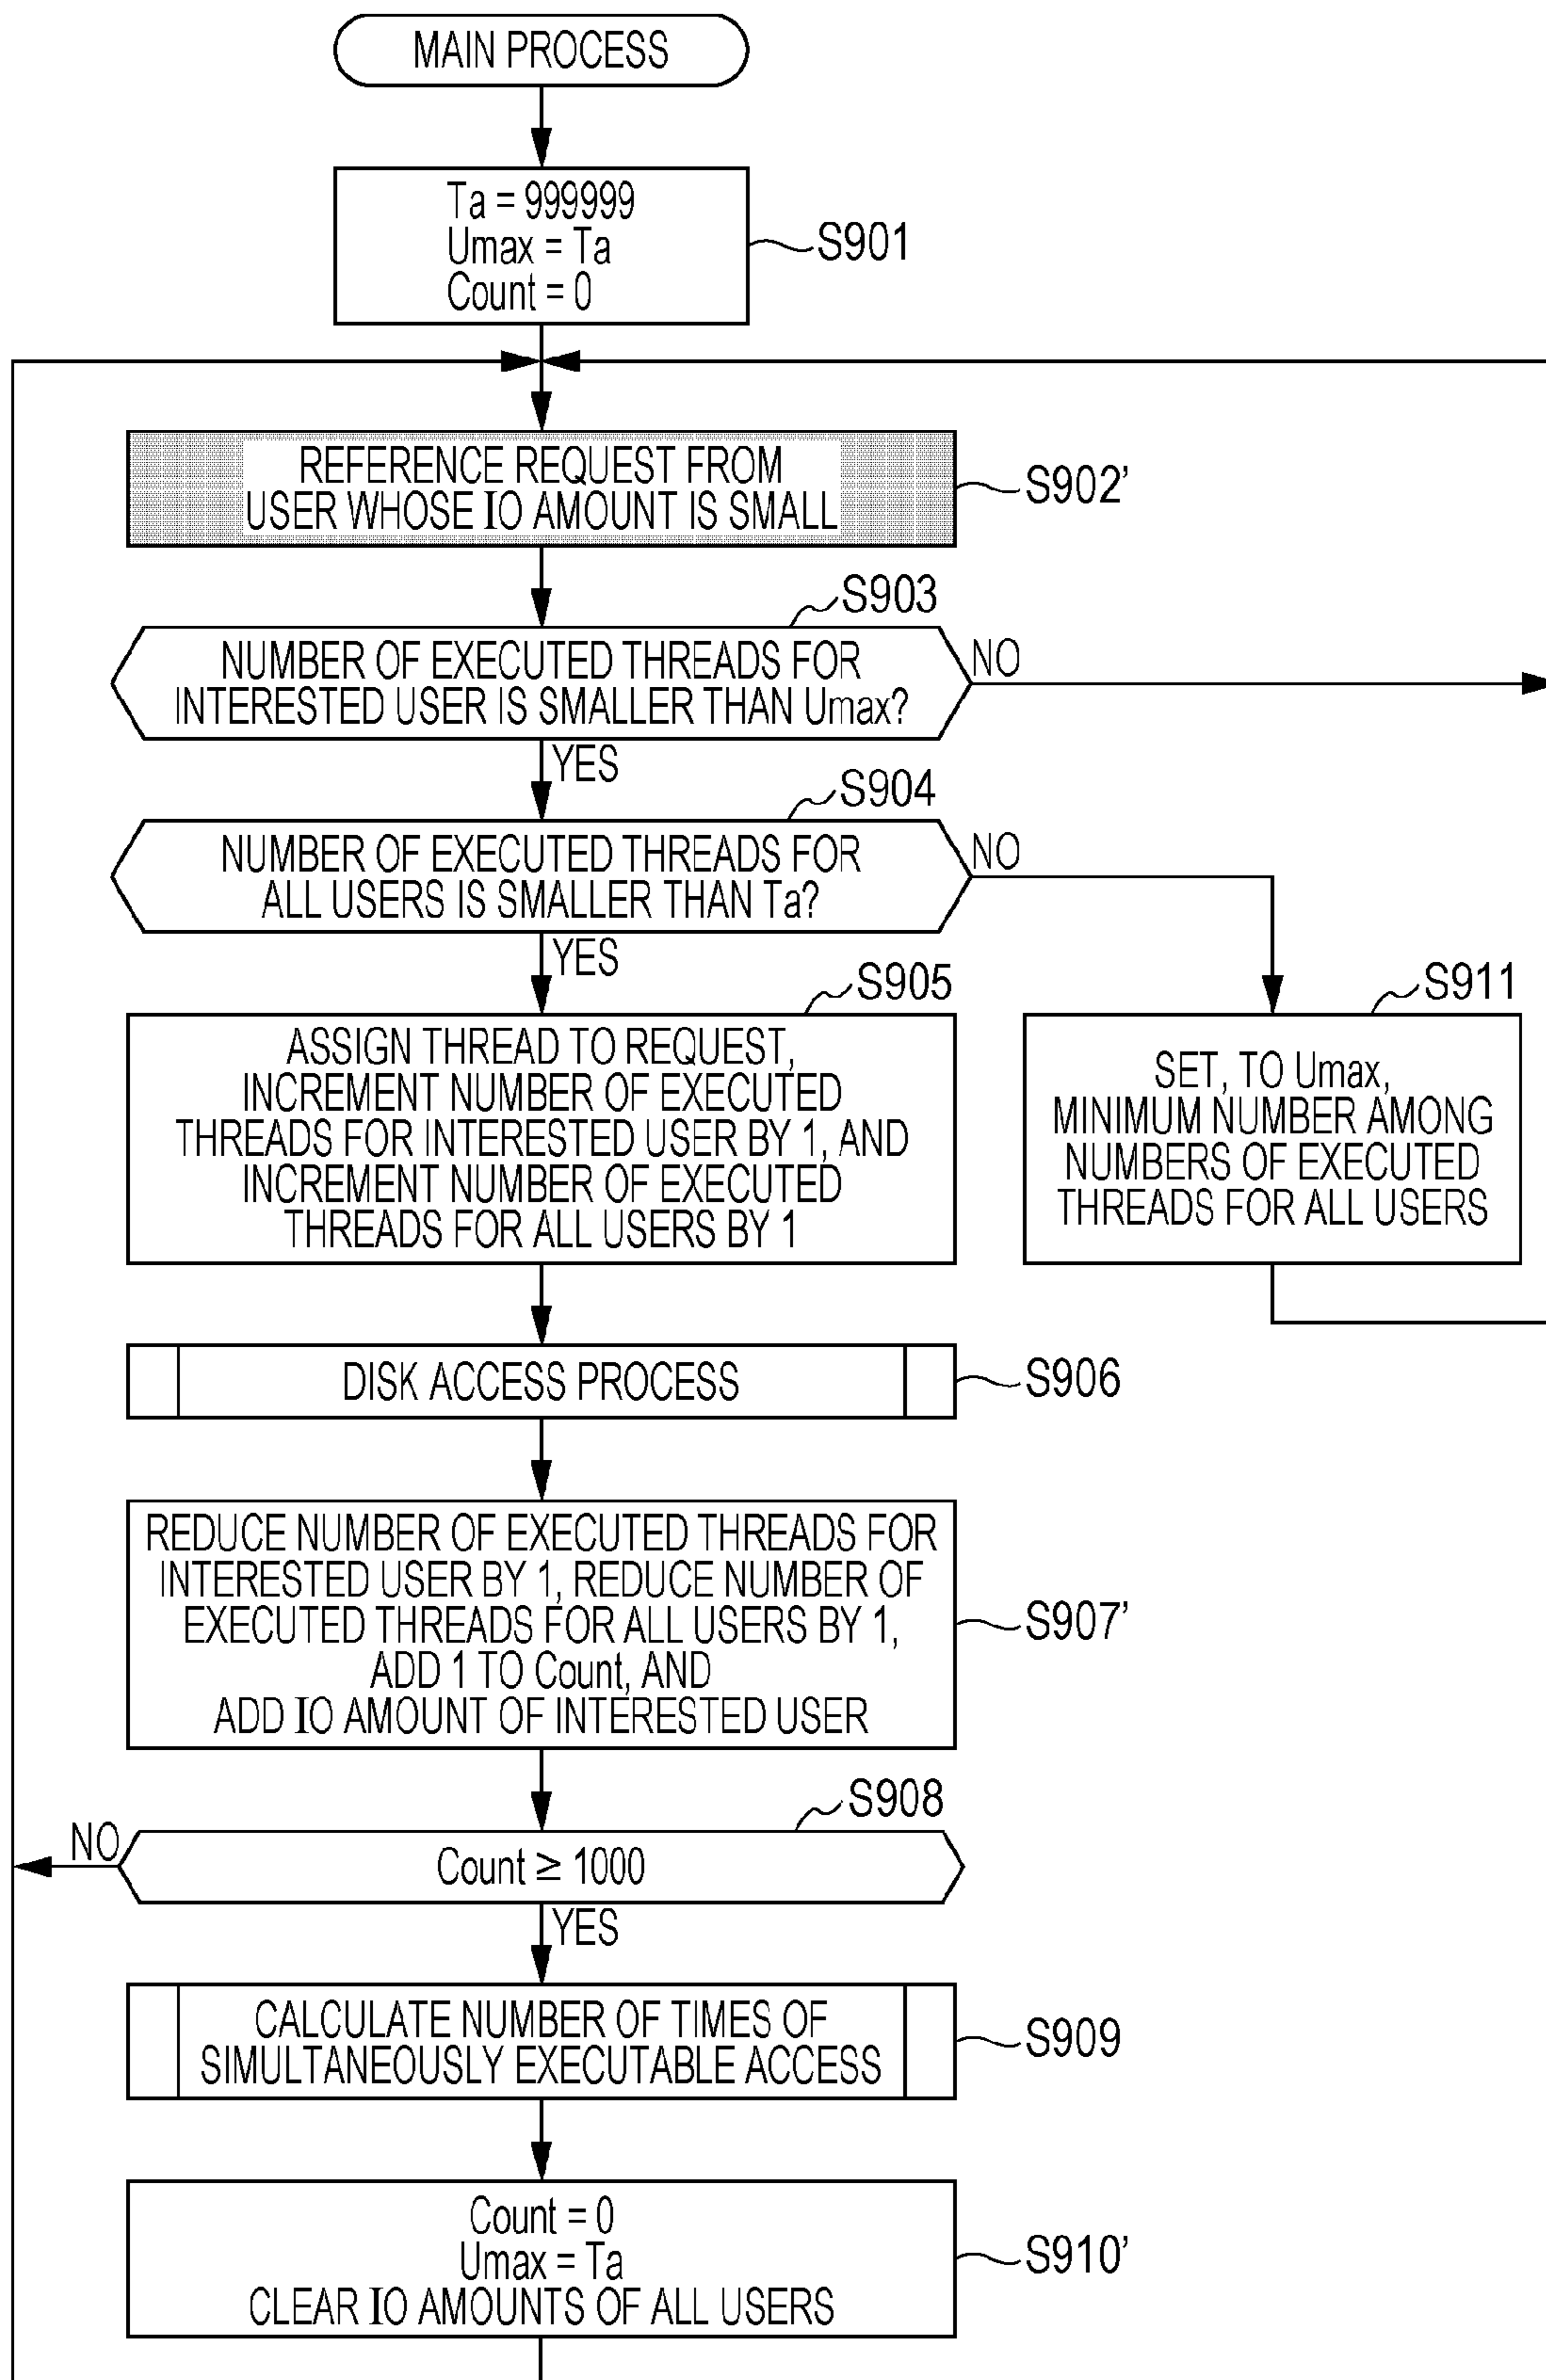 MAIN PROCESS
Ta = 999999
Umax = Ta
Count = 0
S901
REFERENCE REQUEST FROM
USER WHOSE IO AMOUNT IS SMALL
S902'
S903
NUMBER OF EXECUTED THREADS FOR
INTERESTED USER IS SMALLER THAN Umax?
NO
YES
S904
NUMBER OF EXECUTED THREADS FOR
ALL USERS IS SMALLER THAN Ta?
NO
YES
S905
ASSIGN THREAD TO REQUEST,
INCREMENT NUMBER OF EXECUTED
THREADS FOR INTERESTED USER BY 1, AND
INCREMENT NUMBER OF EXECUTED
THREADS FOR ALL USERS BY 1
S911
SET, TO Umax,
MINIMUM NUMBER AMONG
NUMBERS OF EXECUTED
THREADS FOR ALL USERS
DISK ACCESS PROCESS
S906
REDUCE NUMBER OF EXECUTED THREADS FOR
INTERESTED USER BY 1, REDUCE NUMBER OF
EXECUTED THREADS FOR ALL USERS BY 1,
ADD 1 TO Count, AND
ADD IO AMOUNT OF INTERESTED USER
S907'
S908
NO
Count ≥ 1000
YES
CALCULATE NUMBER OF TIMES OF
SIMULTANEOUSLY EXECUTABLE ACCESS
S909
Count = 0
Umax = Ta
CLEAR IO AMOUNTS OF ALL USERS
S910'